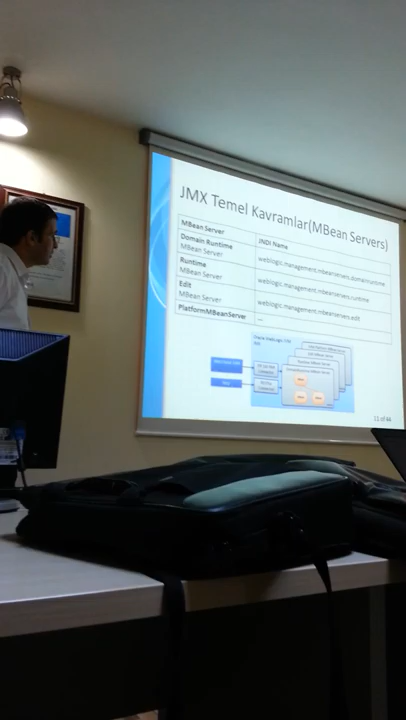 JMX Temel Kavramlar(MBean Servers)
MBean Server
JNDI Name
Domain Runtime
MBean Server
weblogic.management.mbeanservers.domainruntime
Runtime
MBean Server
weblogic.management.mbeanservers.runtime
Edit
MBean Server
weblogic.management.mbeanservers.edit
PlatformMBeanServer
11 of 44